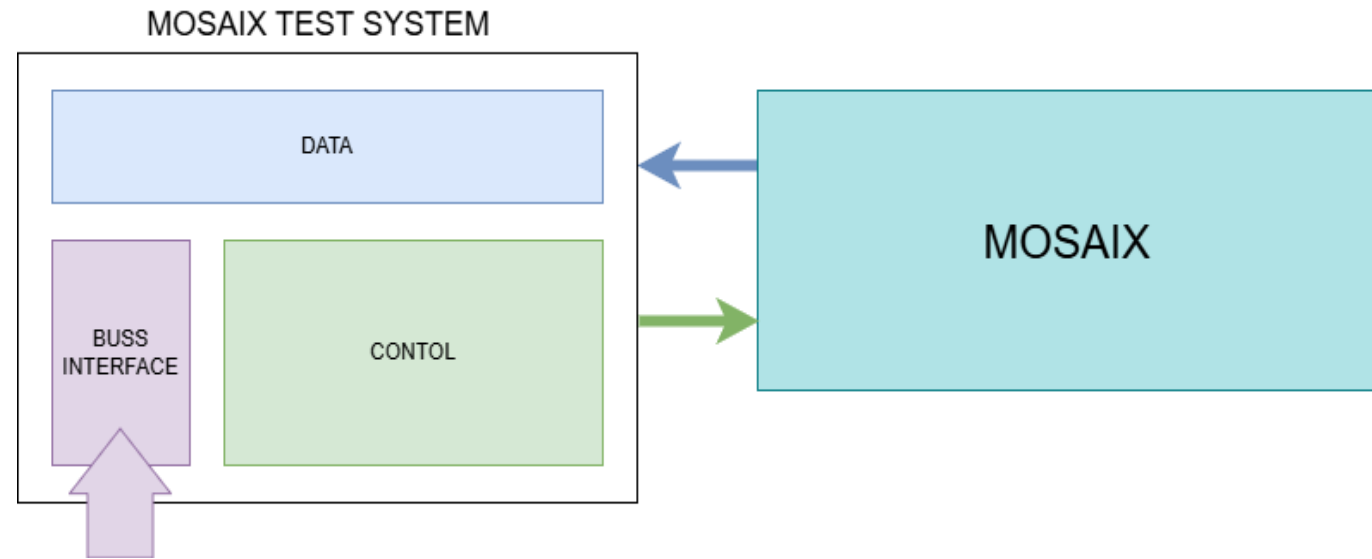 MOSAIX TEST SYSTEM
DATA
MOSAIX
BUSS
INTERFACE
CONTOL